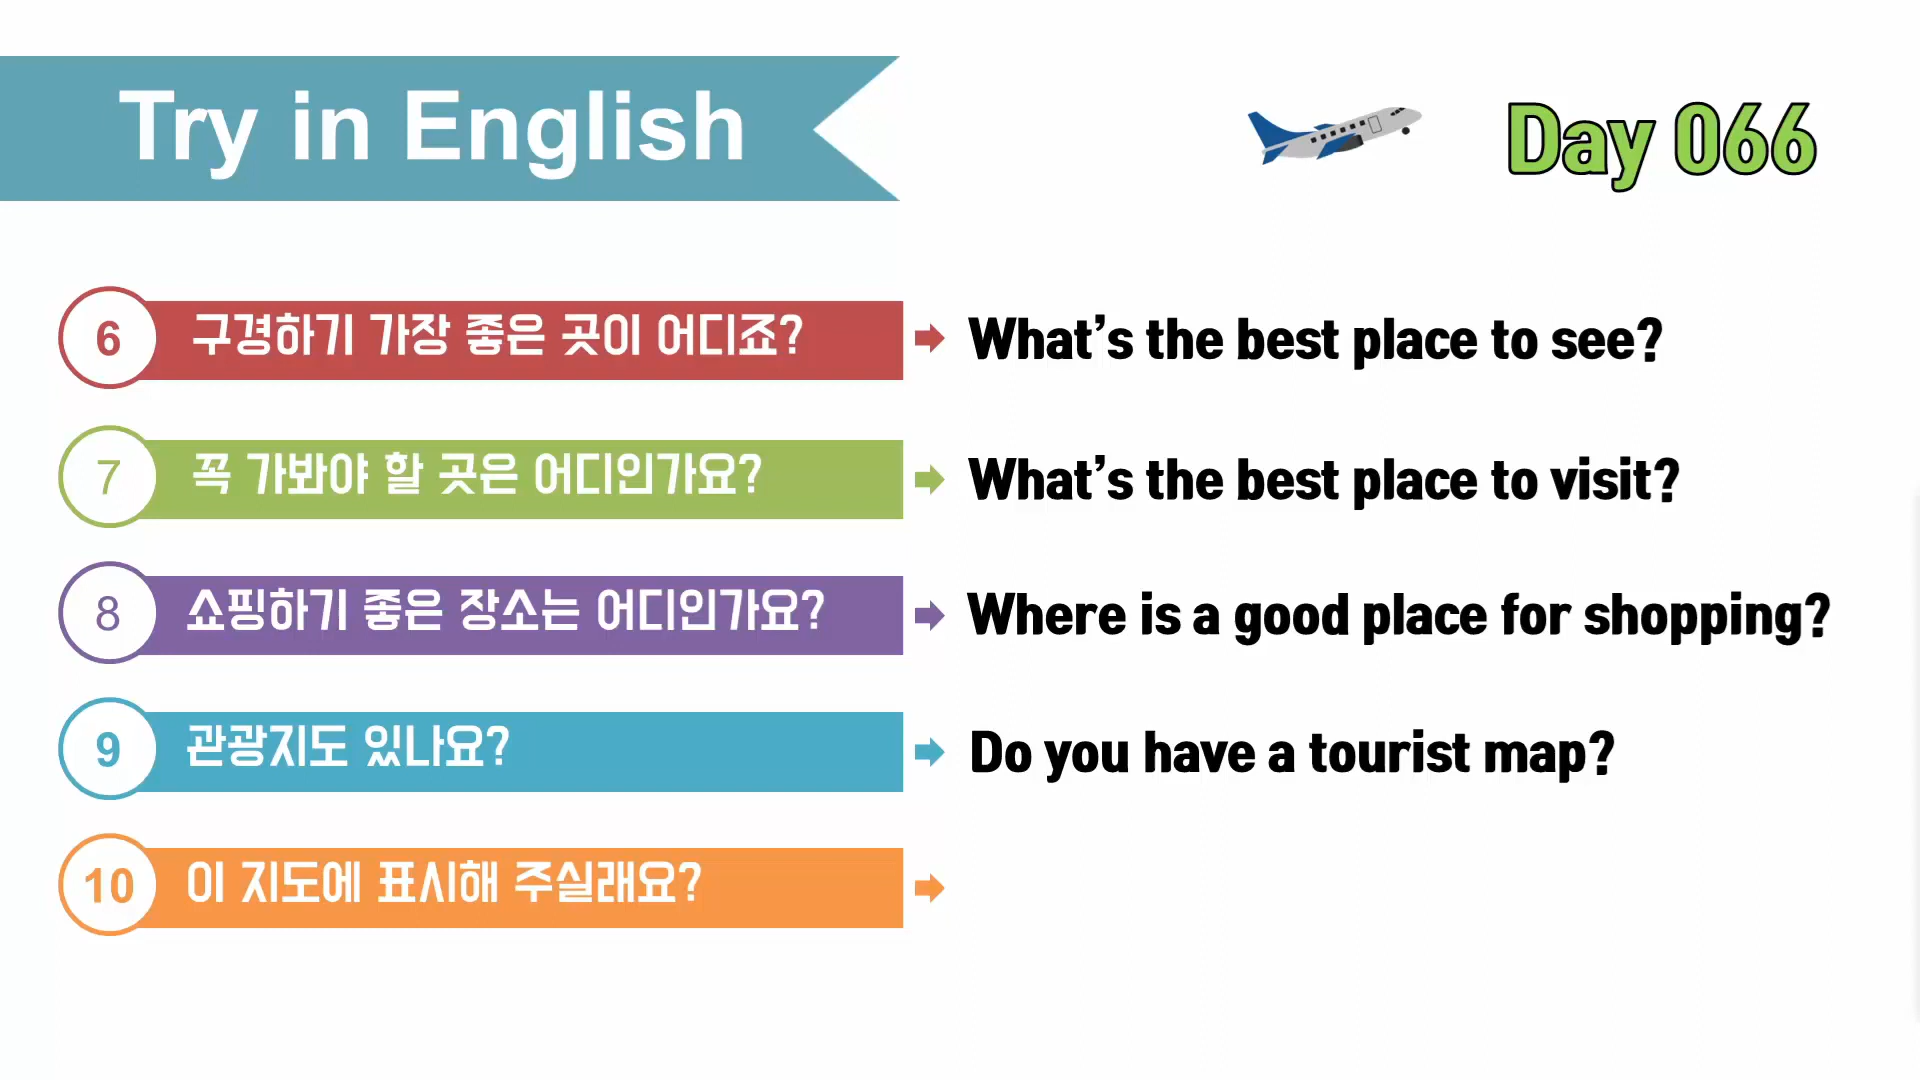 Try in English
Day 066
6 구경하기 가장 좋은 곳이 어디죠? What's the best place to see?
7 꼭 가봐야 할 곳은 어디인가요? What's the best place to visit?
8 쇼핑하기 좋은 장소는 어디인가요? Where is a good place for shopping?
9 관광지도 있나요? Do you have a tourist map?
10 이 지도에 표시해 주실래요?